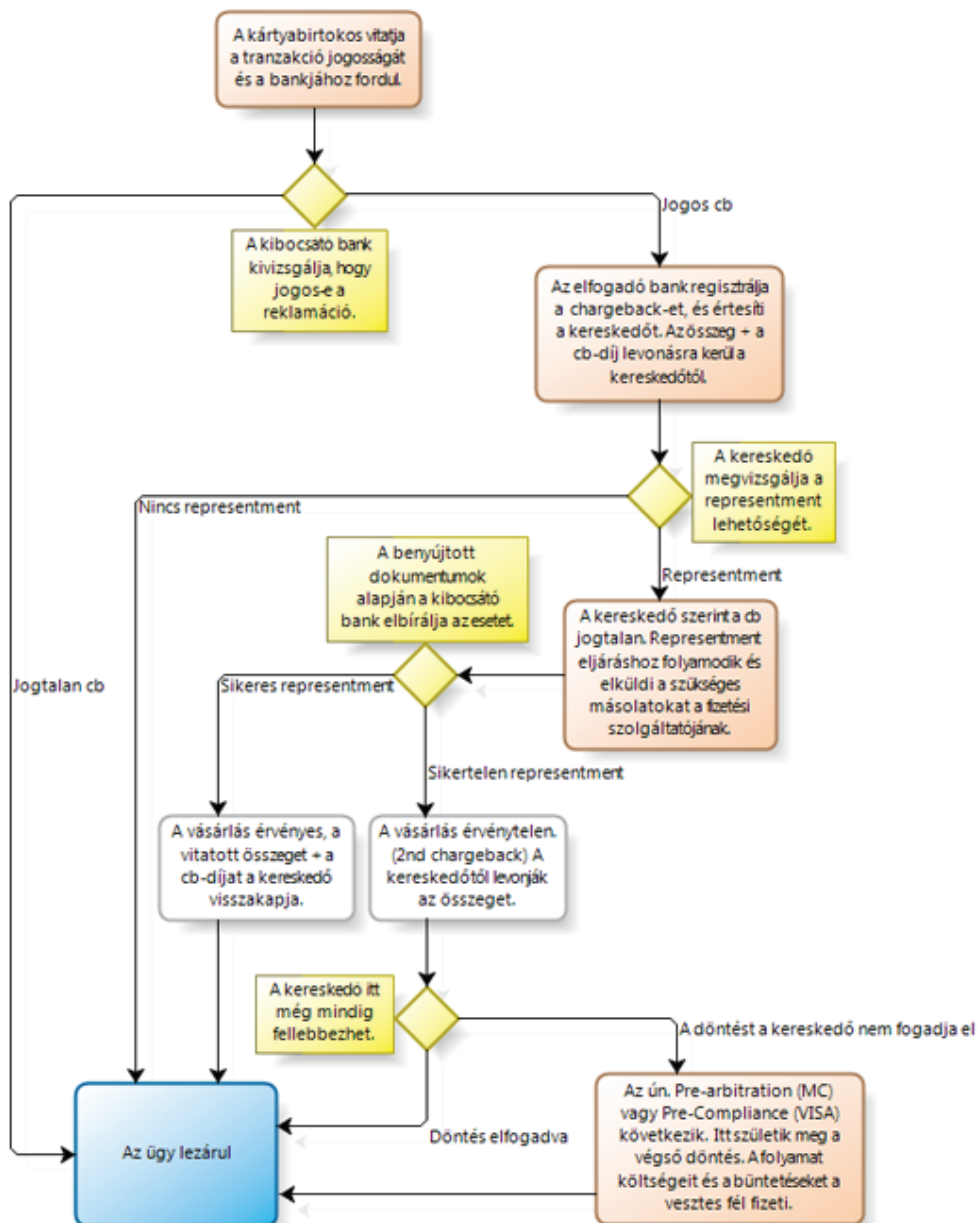 A kártyabirtokos vitatja
a tranzakció jogosságát
és a bankjához fordul.
Jogos cb
A kibocsátó bank
kivizsgálja, hogy
jogos-e a
reklamáció.
Az elfogadó bank regisztrálja
a chargeback-et, és értesíti
a kereskedőt. Az összeg + a
cb-díj levonásra kerül a
kereskedőtől.
A kereskedő
megvizsgálja a
representment
lehetőségét.
Nincs representment
A benyújtott
dokumentumok
alapján a kibocsátó
bank elbírálja az esetet.
Representment
A kereskedő szerint a cb
jogtalan. Representment
eljáráshoz folyamodik és
elküldi a szükséges
másolatokat a fizetési
szolgáltatójának.
Jogtalan cb
Sikeres representment
Sikertelen representment
A vásárlás érvényes, a
vitatott összeget + a
cb-díjat a kereskedő
visszakapja.
A vásárlás érvénytelen.
(2nd chargeback) A
kereskedőtől levonják
az összeget.
A kereskedő itt
még mindig
fellebbezhet.
A döntést a kereskedő nem fogadja el
Az ún. Pre-arbitration (MC)
vagy Pre-Compliance (VISA)
következik. Itt születik meg a
végső döntés. A folyamat
költségeit és a büntetéseket a
vesztes fél fizeti.
Döntés elfogadva
Az ügy lezárul